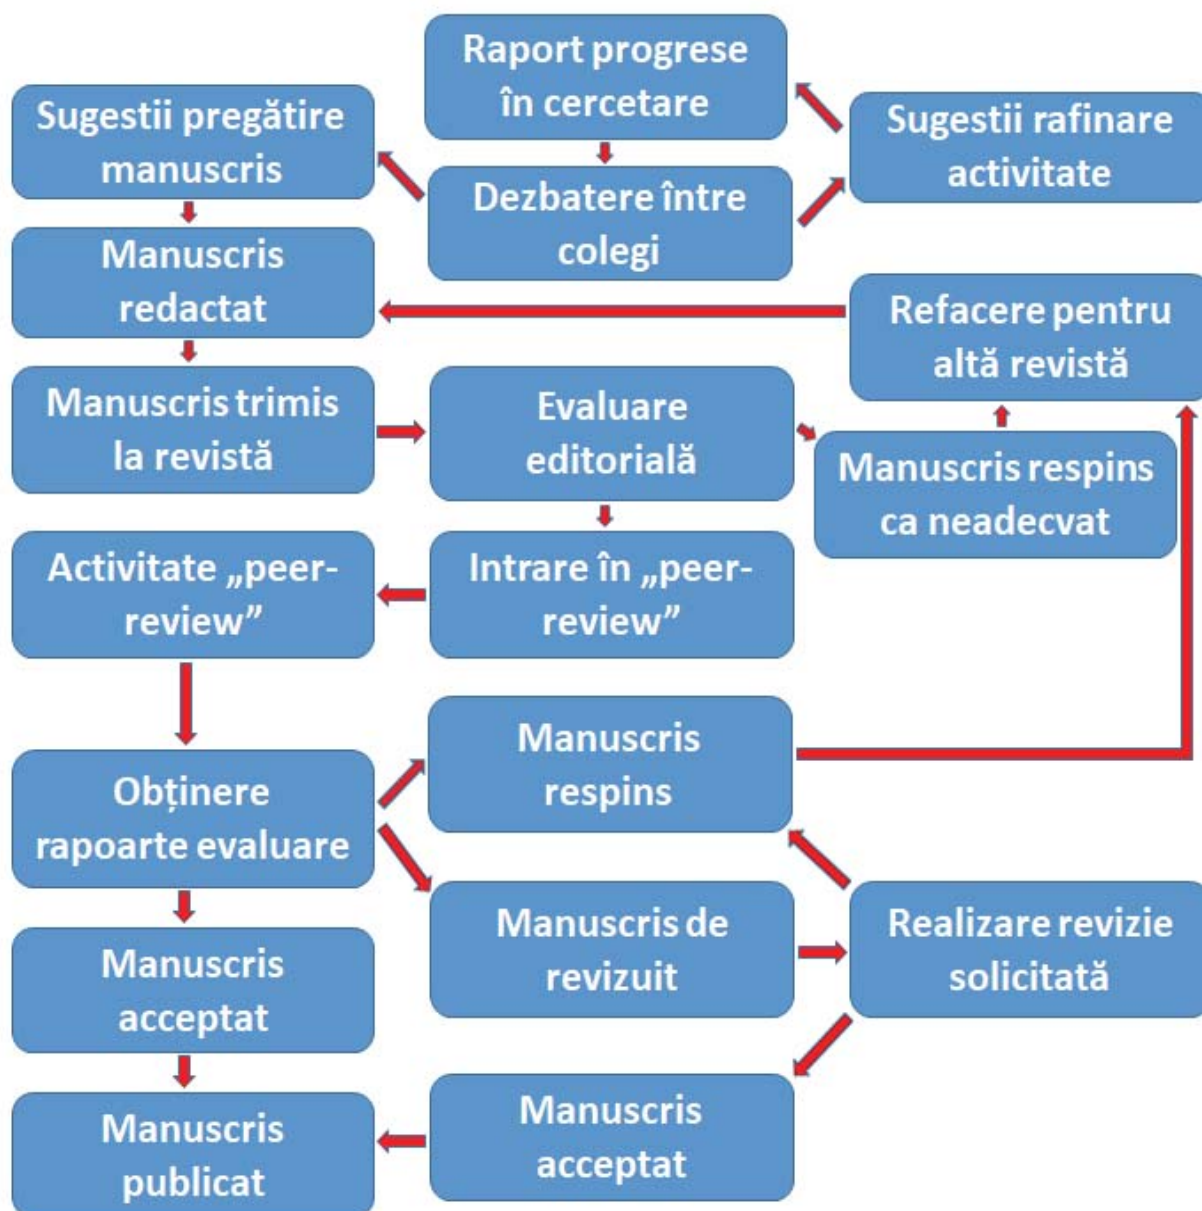 Raport progrese
în cercetare
Sugestii pregătire
manuscris
Sugestii rafinare
activitate
Dezbatere între
colegi
Manuscris
redactat
Refacere pentru
altă revistă
Manuscris trimis
la revistă
Evaluare
editorială
Manuscris respins
ca neadecvat
Activitate „peer-
review”
Intrare în „peer-
review”
Manuscris
respins
Obținere
rapoarte evaluare
Manuscris de
revizuit
Realizare revizie
solicitată
Manuscris
acceptat
Manuscris
acceptat
Manuscris
publicat